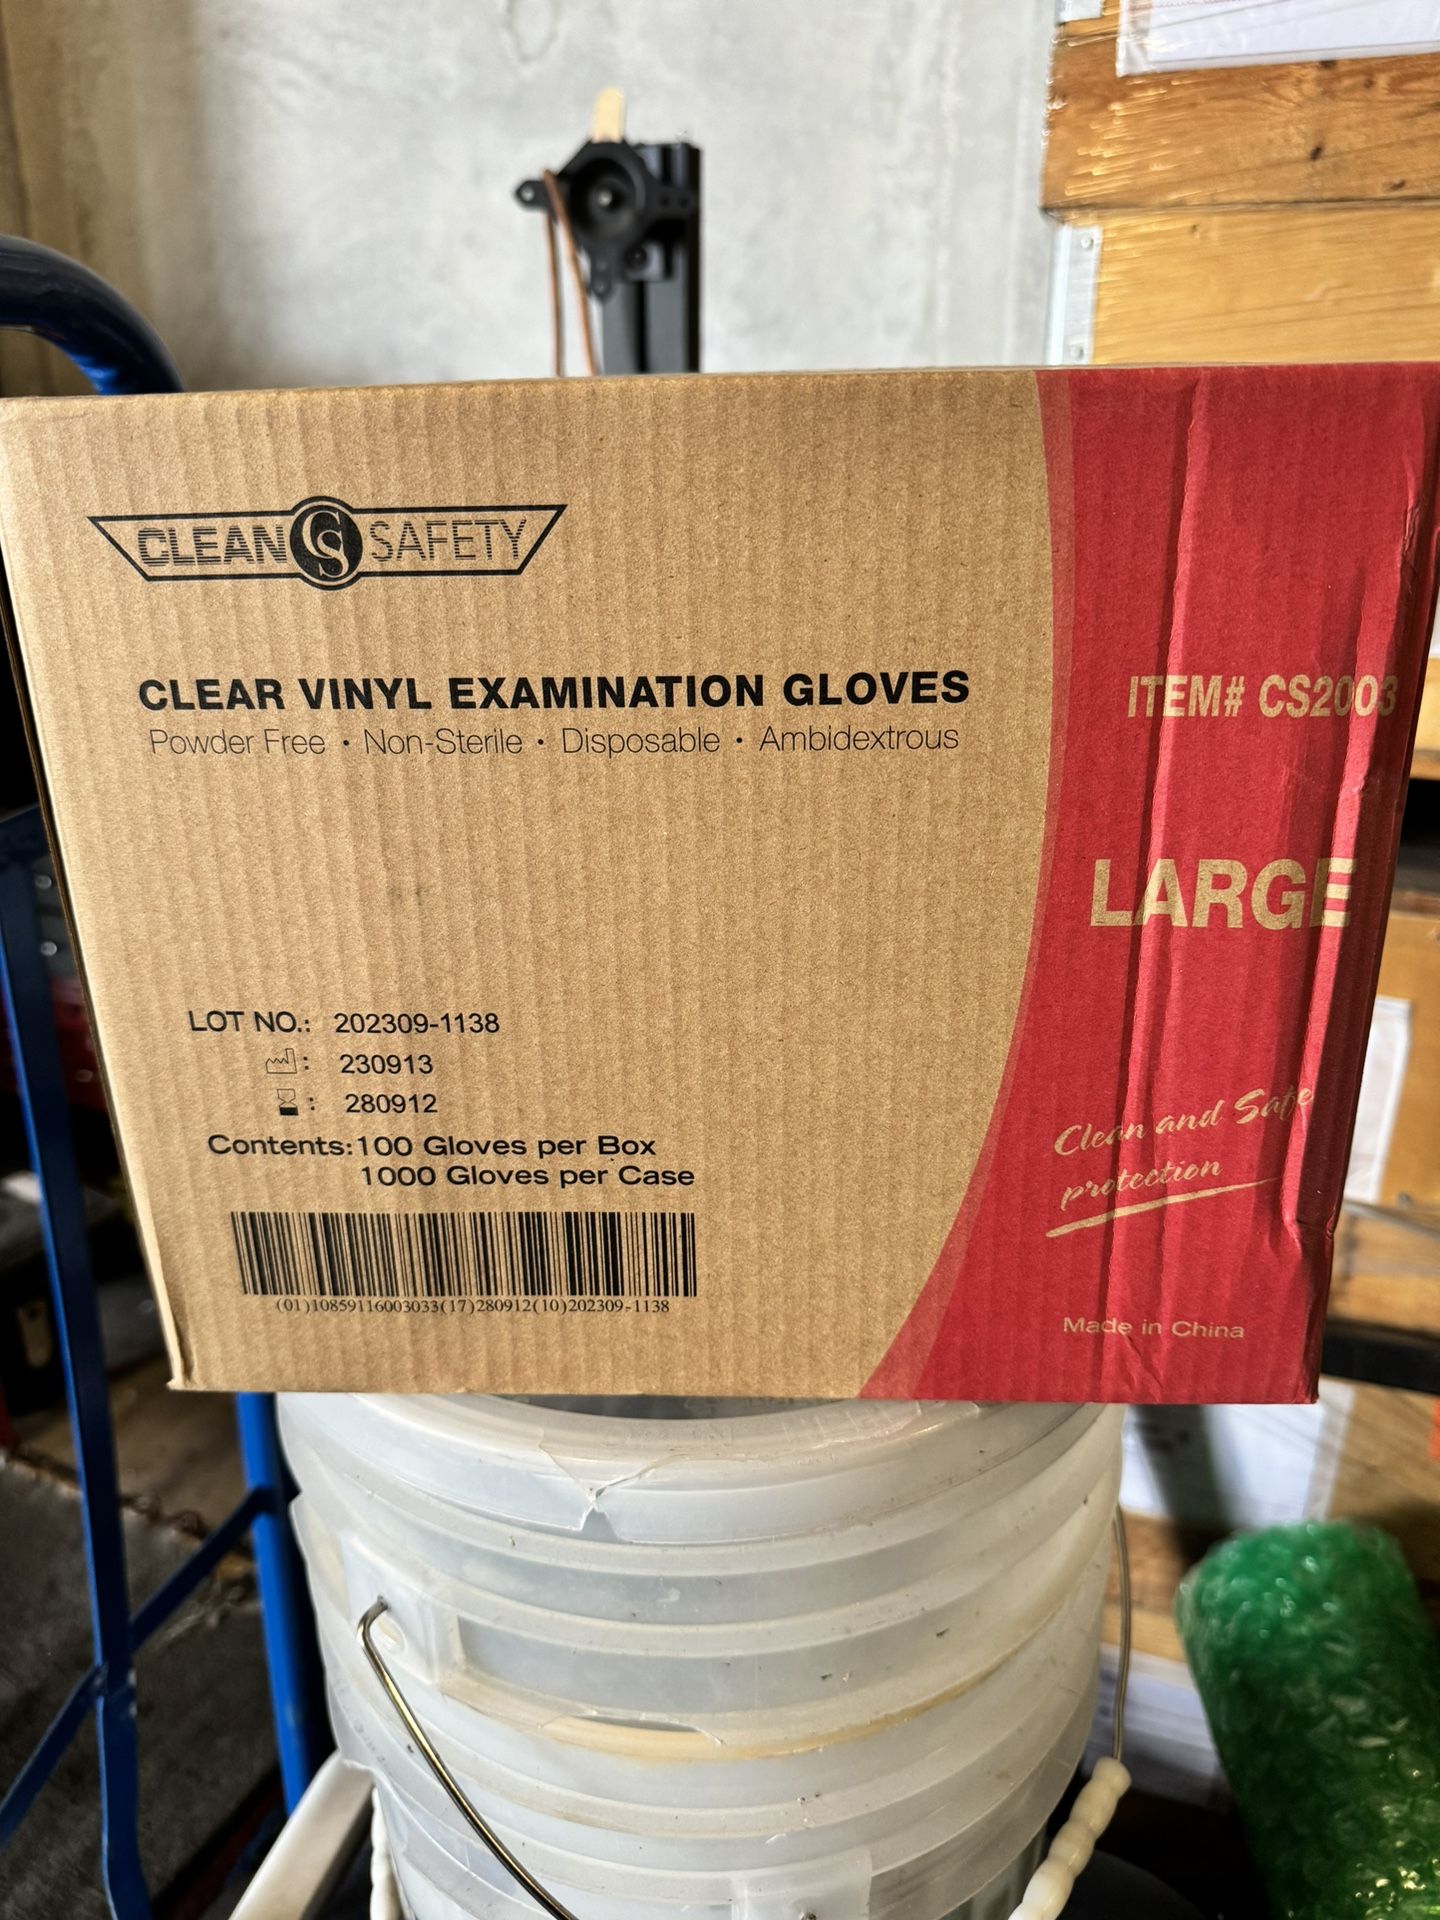 CLEAN CS SAFETY
CLEAR VINYL EXAMINATION GLOVES
Powder Free • Non-Sterile • Disposable • Ambidextrous
ITEM# CS2003
LARGE
LOT NO.: 202309-1138
: 230913
: 280912
Contents: 100 Gloves per Box
1000 Gloves per Case
(01)10859116003033(17)280912(10)202309-1138
Clean and Safe
protection
Made in China